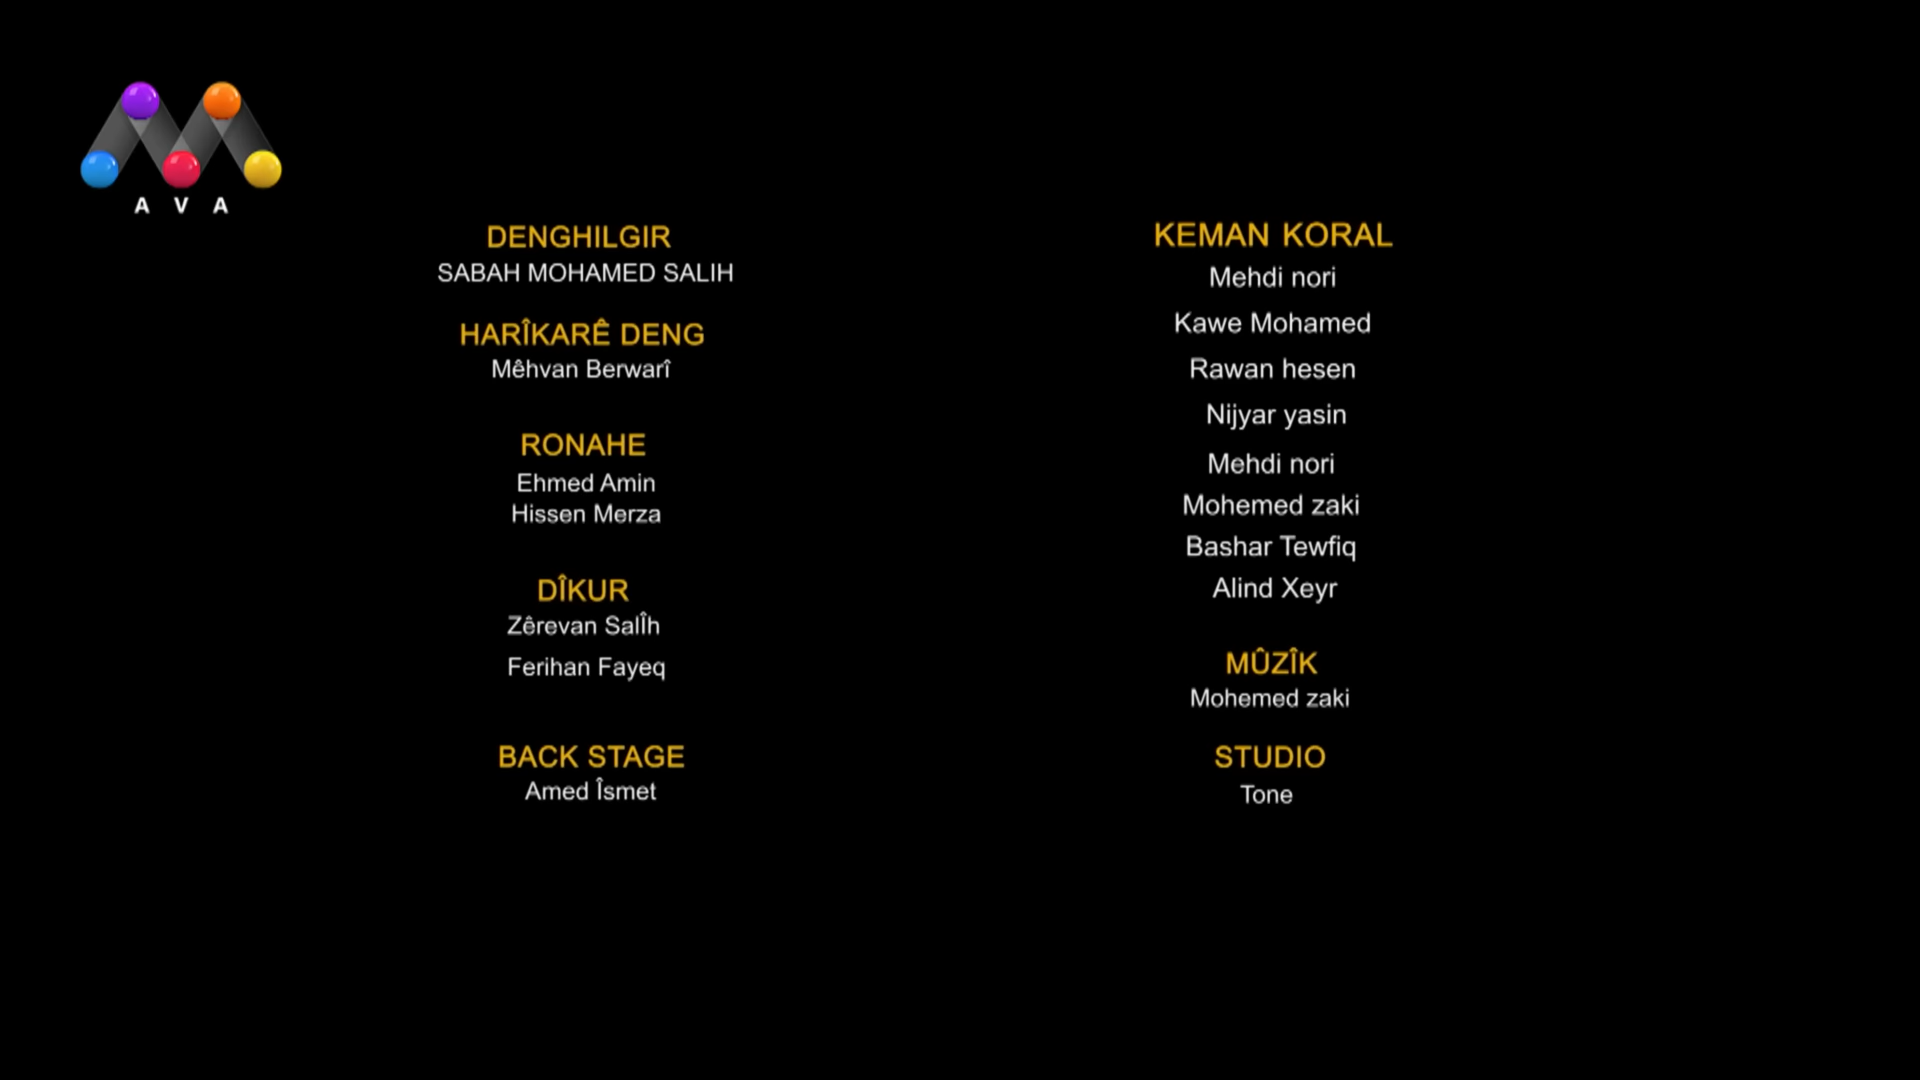 AVA
DENGHILGIR
SABAH MOHAMED SALIH
HARÎKARÊ DENG
Mêhvan Berwarî
RONAHE
Ehmed Amin
Hissen Merza
DÎKUR
Zêrevan SalÎh
Ferihan Fayeq
BACK STAGE
Amed Îsmet
KEMAN KORAL
Mehdi nori
Kawe Mohamed
Rawan hesen
Nijyar yasin
Mehdi nori
Mohemed zaki
Bashar Tewfiq
Alind Xeyr
MÛZÎK
Mohemed zaki
STUDIO
Tone